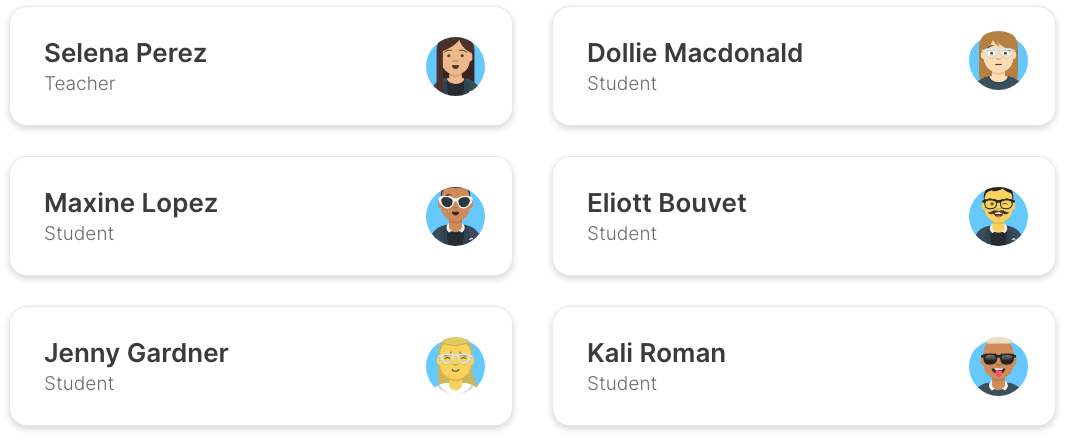 Selena Perez
Teacher
Dollie Macdonald
Student
Maxine Lopez
Student
Eliott Bouvet
Student
Jenny Gardner
Student
Kali Roman
Student